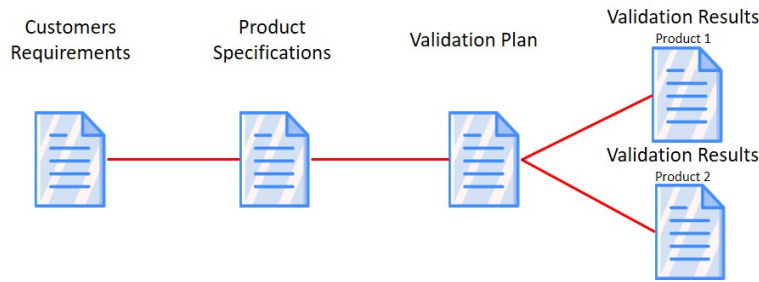 Customers
Requirements
Product
Specifications
Validation Plan
Validation Results
Product 1
Validation Results
Product 2